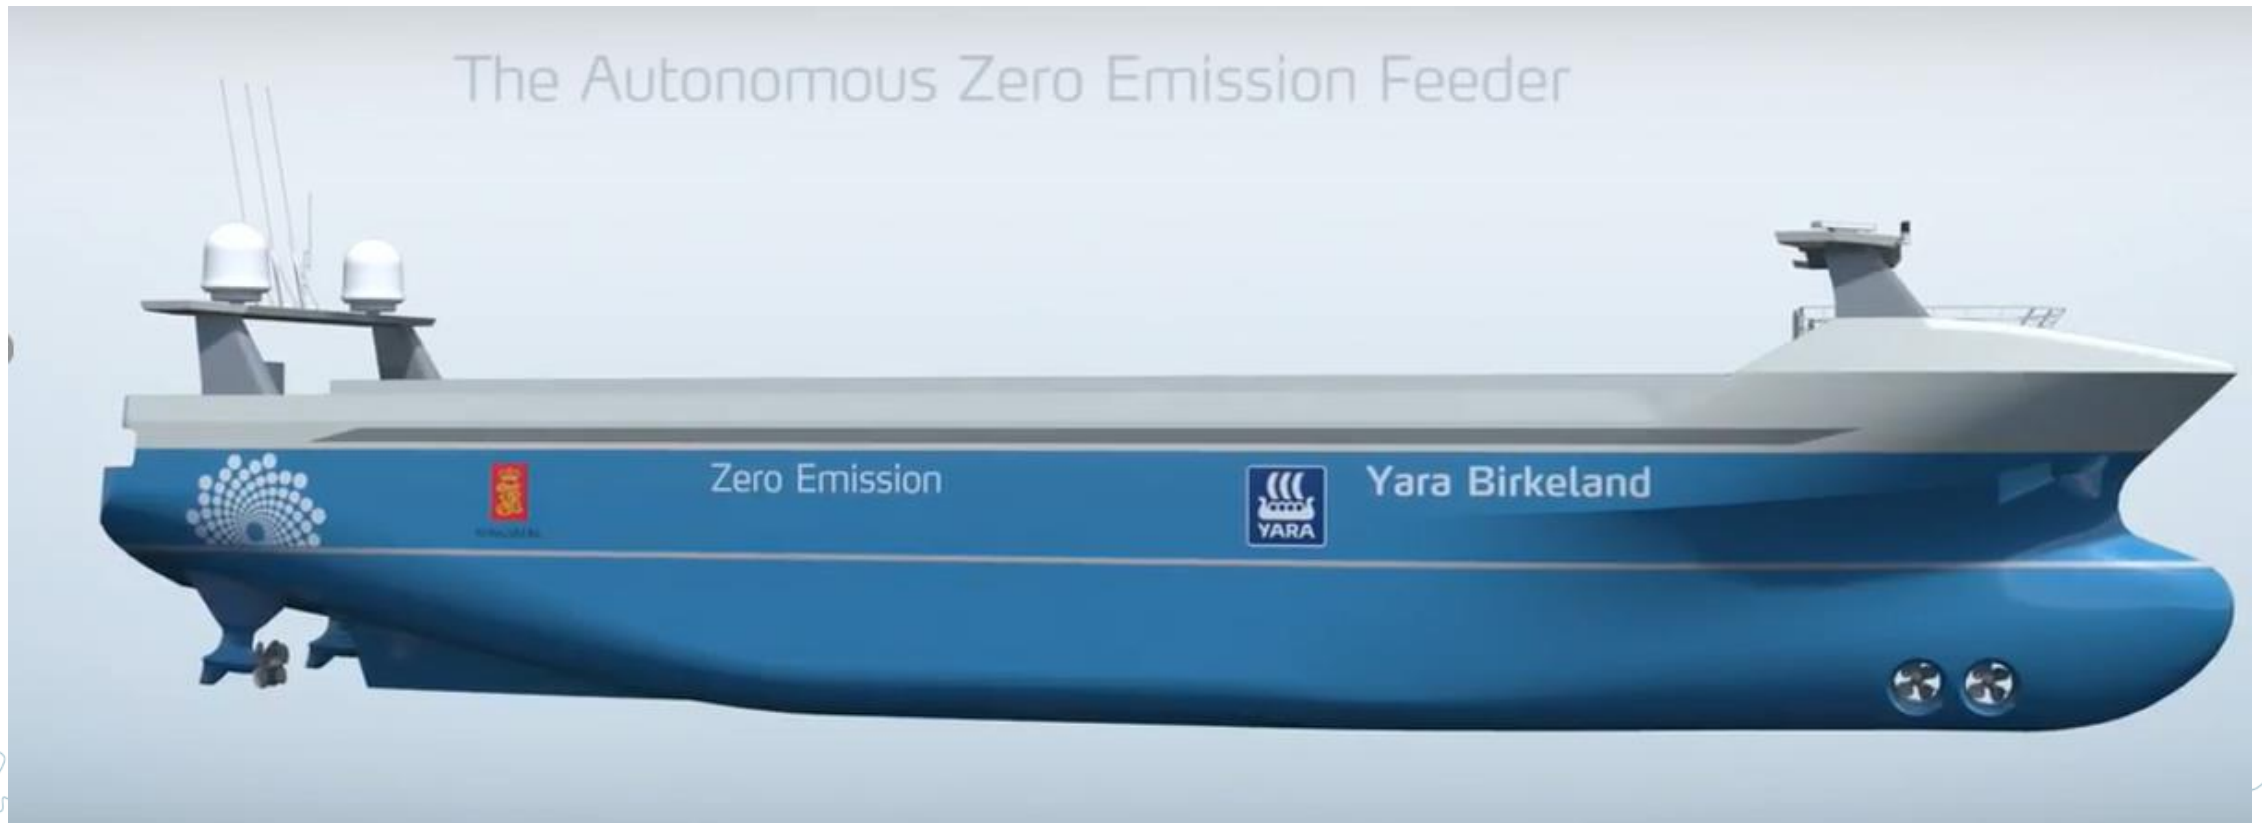 The Autonomous Zero Emission Feeder
Zero Emission
YARA
Yara Birkeland